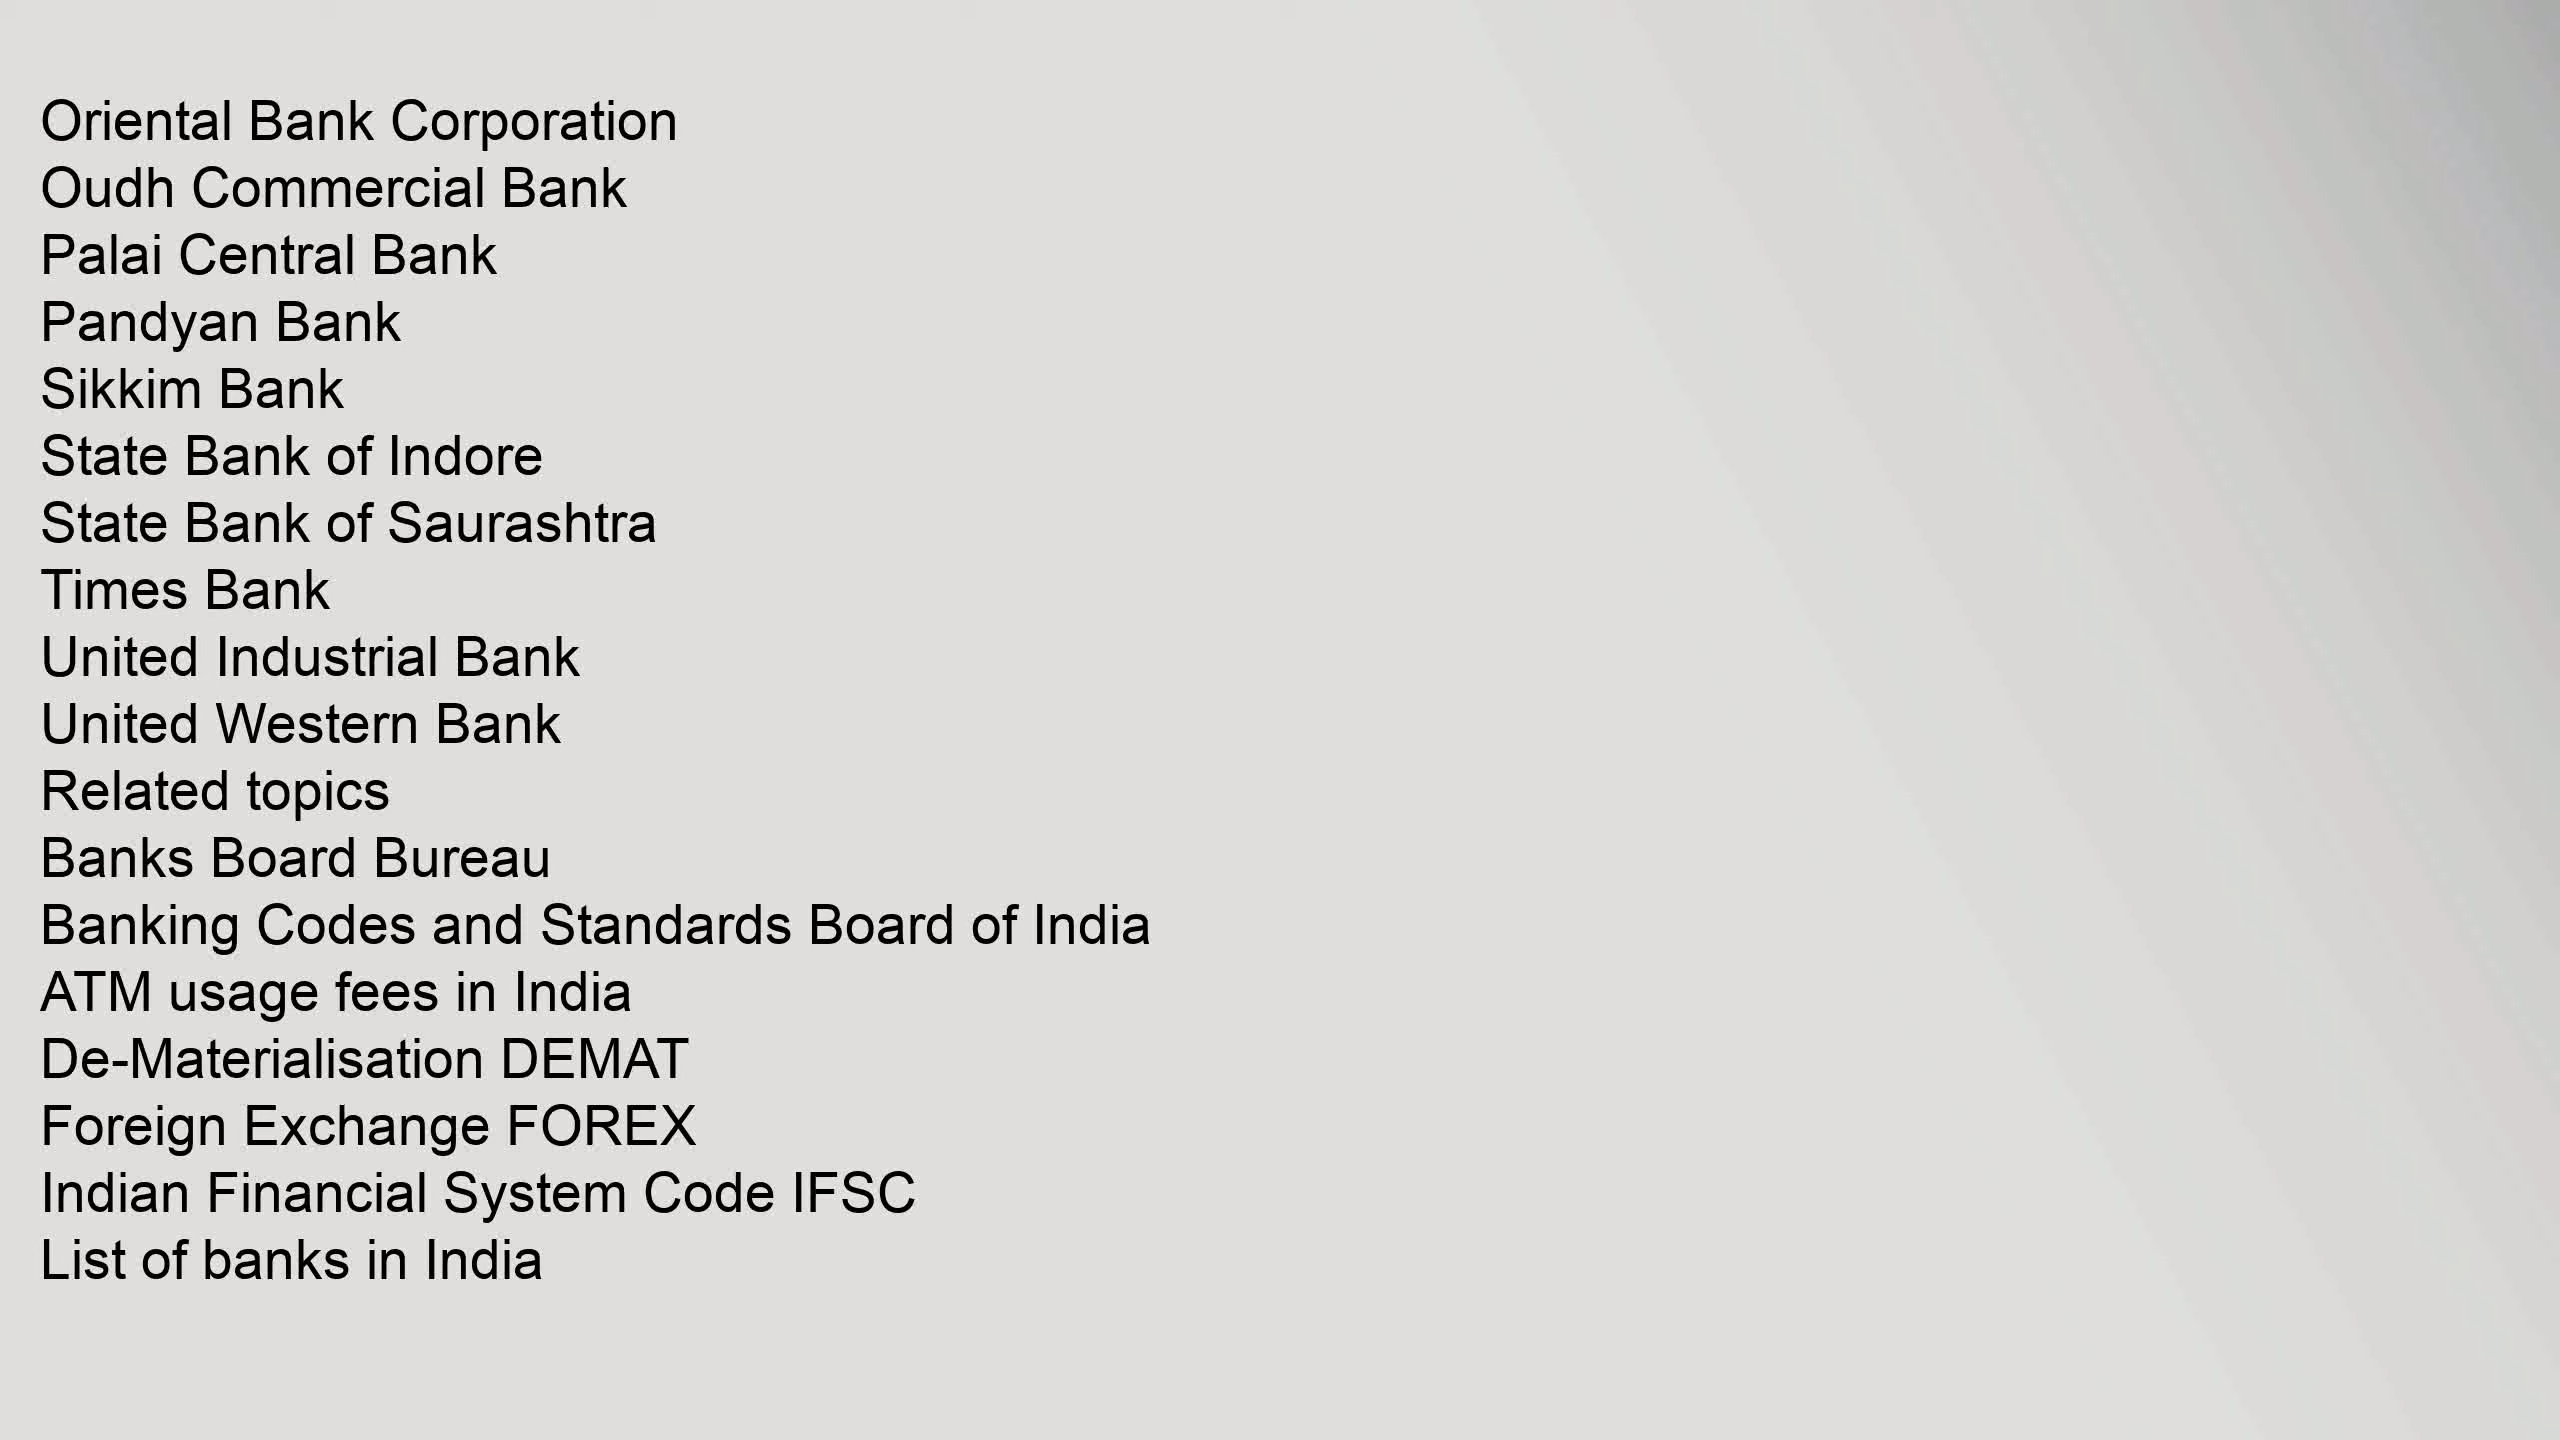 Oriental Bank Corporation
Oudh Commercial Bank
Palai Central Bank
Pandyan Bank
Sikkim Bank
State Bank of Indore
State Bank of Saurashtra
Times Bank
United Industrial Bank
United Western Bank
Related topics
Banks Board Bureau
Banking Codes and Standards Board of India
ATM usage fees in India
De-Materialisation DEMAT
Foreign Exchange FOREX
Indian Financial System Code IFSC
List of banks in India